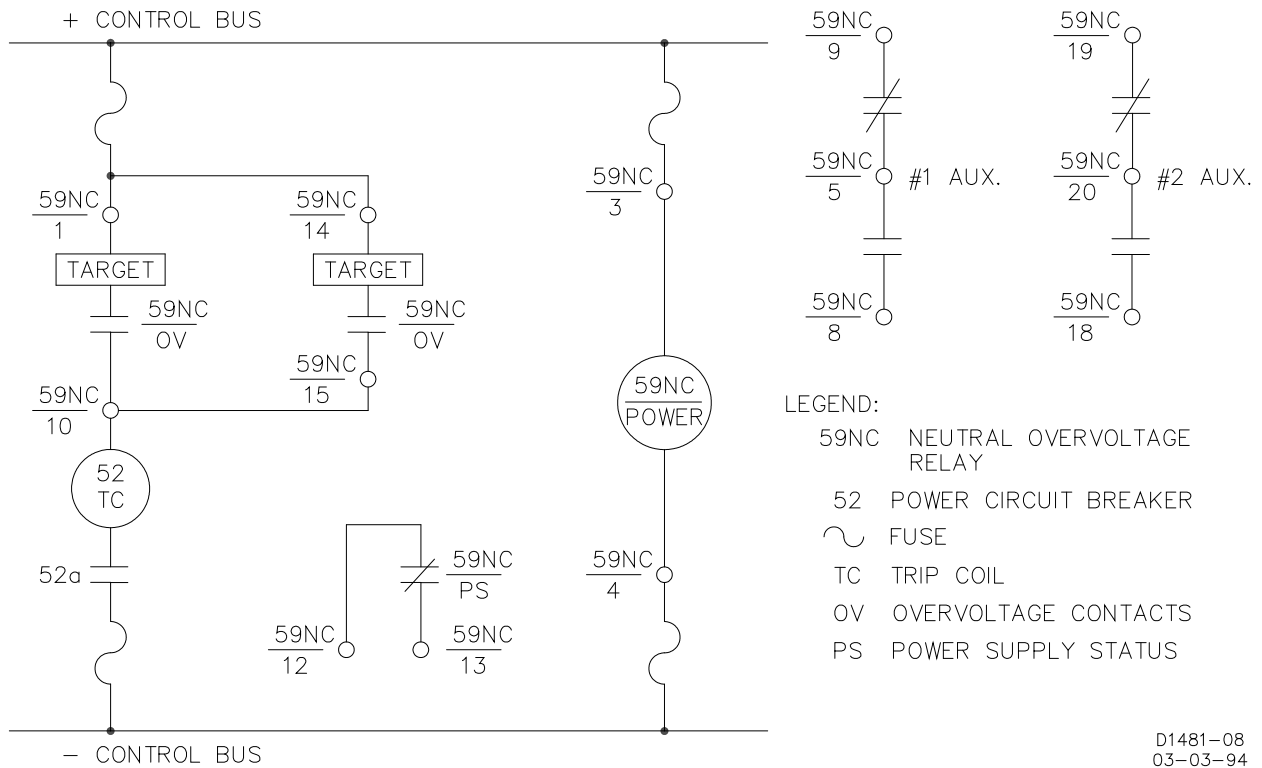 + CONTROL BUS
59NC
1
59NC
14
TARGET
TARGET
59NC
OV
59NC
OV
59NC
15
59NC
10
52
TC
52a
59NC
PS
59NC
12
59NC
13
59NC
3
59NC
POWER
59NC
4
- CONTROL BUS
59NC
9
59NC
5
#1 AUX.
59NC
8
59NC
19
59NC
20
#2 AUX.
59NC
18
LEGEND:
59NC NEUTRAL OVERVOLTAGE
RELAY
52 POWER CIRCUIT BREAKER
FUSE
TC TRIP COIL
OV OVERVOLTAGE CONTACTS
PS POWER SUPPLY STATUS
D1481-08
03-03-94